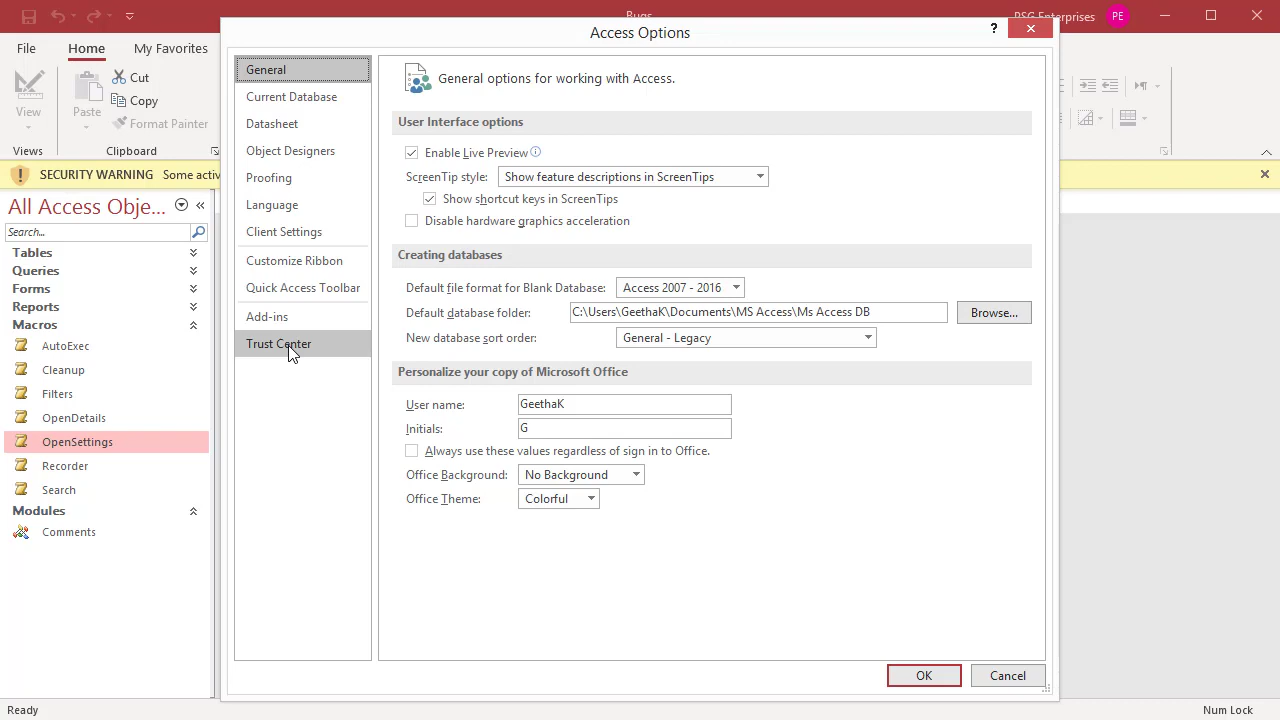 Bugs
PSG Enterprises
PE
File
Home
My Favorites
View
Views
Paste
Cut
Copy
Format Painter
Clipboard
SECURITY WARNING Some activ
All Access Obje...
Search...
Tables
Queries
Forms
Reports
Macros
AutoExec
Cleanup
Filters
OpenDetails
OpenSettings
Recorder
Search
Modules
Comments
Access Options
?
General
Current Database
Datasheet
Object Designers
Proofing
Language
Client Settings
Customize Ribbon
Quick Access Toolbar
Add-ins
Trust Center
General options for working with Access.
User Interface options
Enable Live Preview
ScreenTip style: Show feature descriptions in ScreenTips
Show shortcut keys in ScreenTips
Disable hardware graphics acceleration
Creating databases
Default file format for Blank Database: Access 2007 - 2016
Default database folder: C:\Users\GeethaK\Documents\MS Access\Ms Access DB Browse...
New database sort order: General - Legacy
Personalize your copy of Microsoft Office
User name: GeethaK
Initials: G
Always use these values regardless of sign in to Office.
Office Background: No Background
Office Theme: Colorful
OK Cancel
Ready
Num Lock